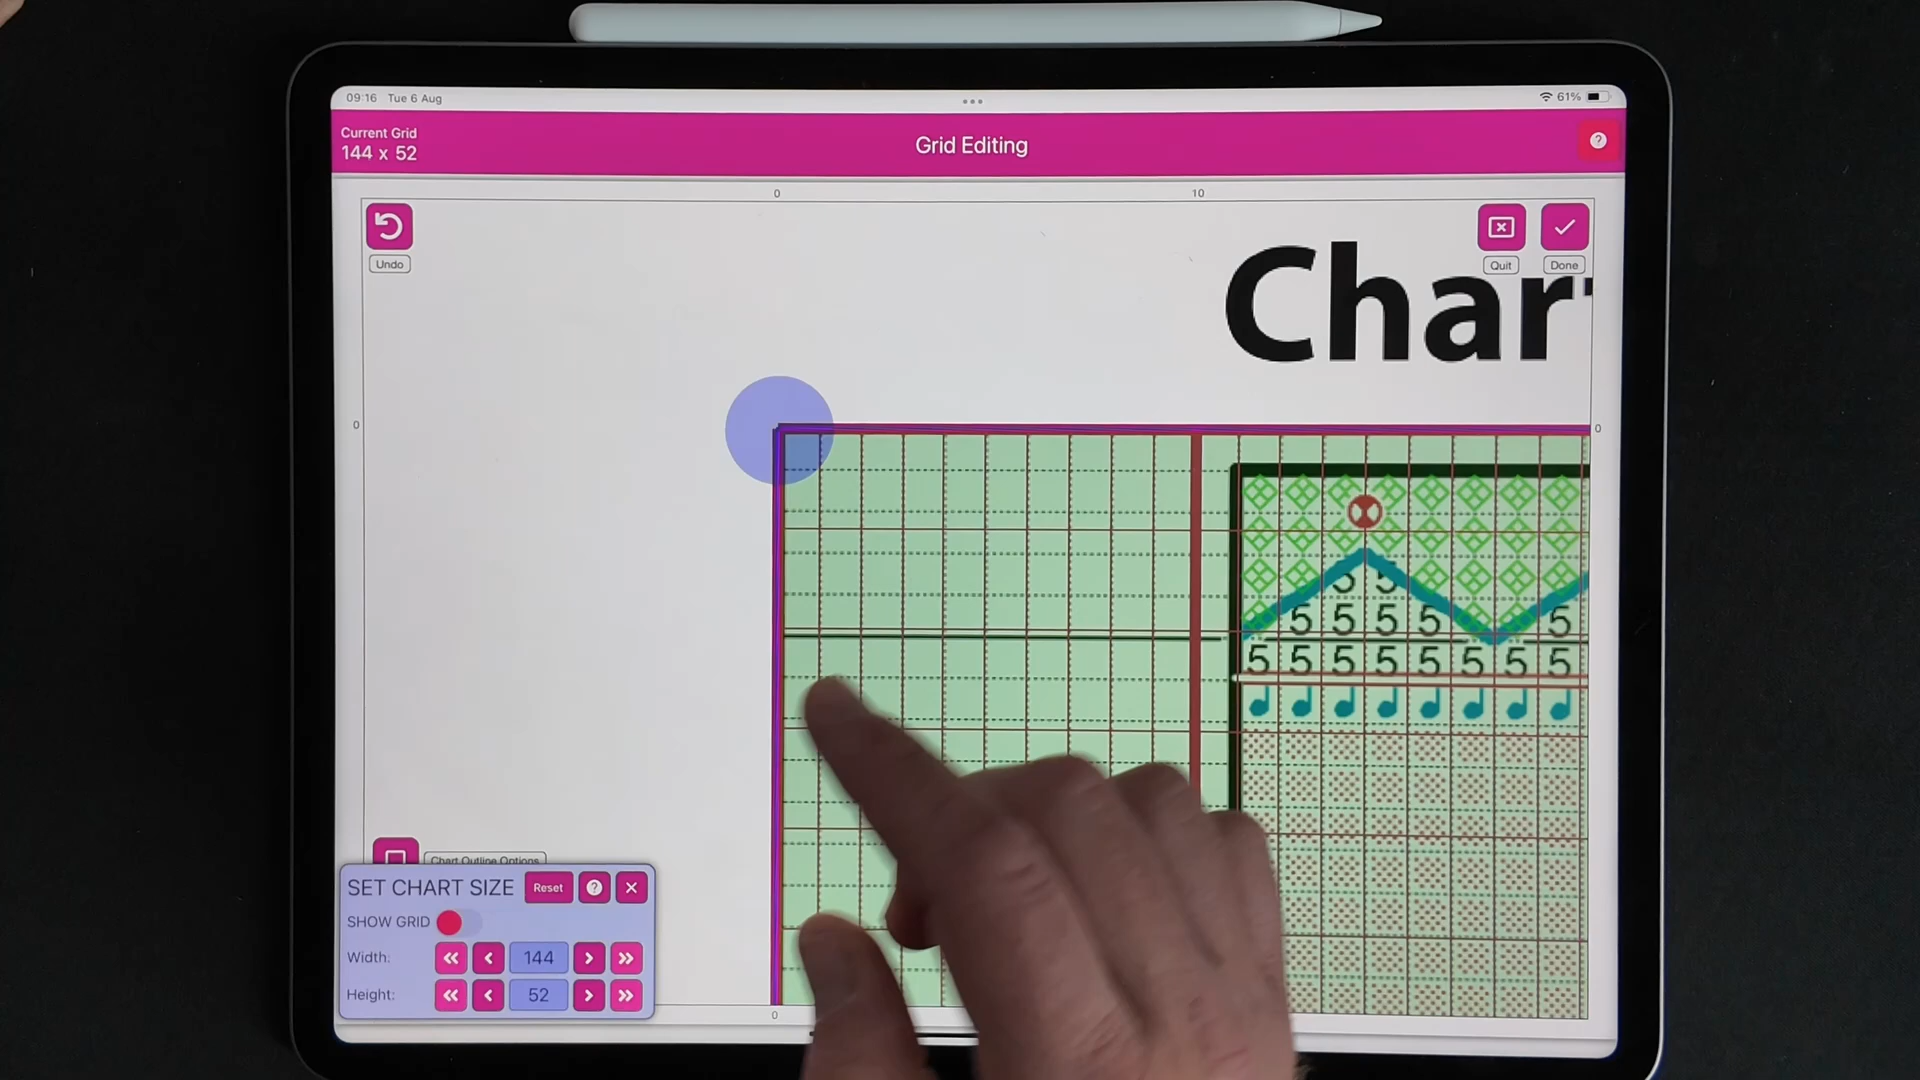 09:16 Tue 6 Aug
61%
Current Grid
144 x 52
Grid Editing
?
0 10
Undo
Quit
Done
Char
0
0
5 5
5 5 5 5 5
5 5 5 5 5 5 5 5
Chart Outline Options
SET CHART SIZE Reset ?
SHOW GRID
Width: 144
Height: 52
0